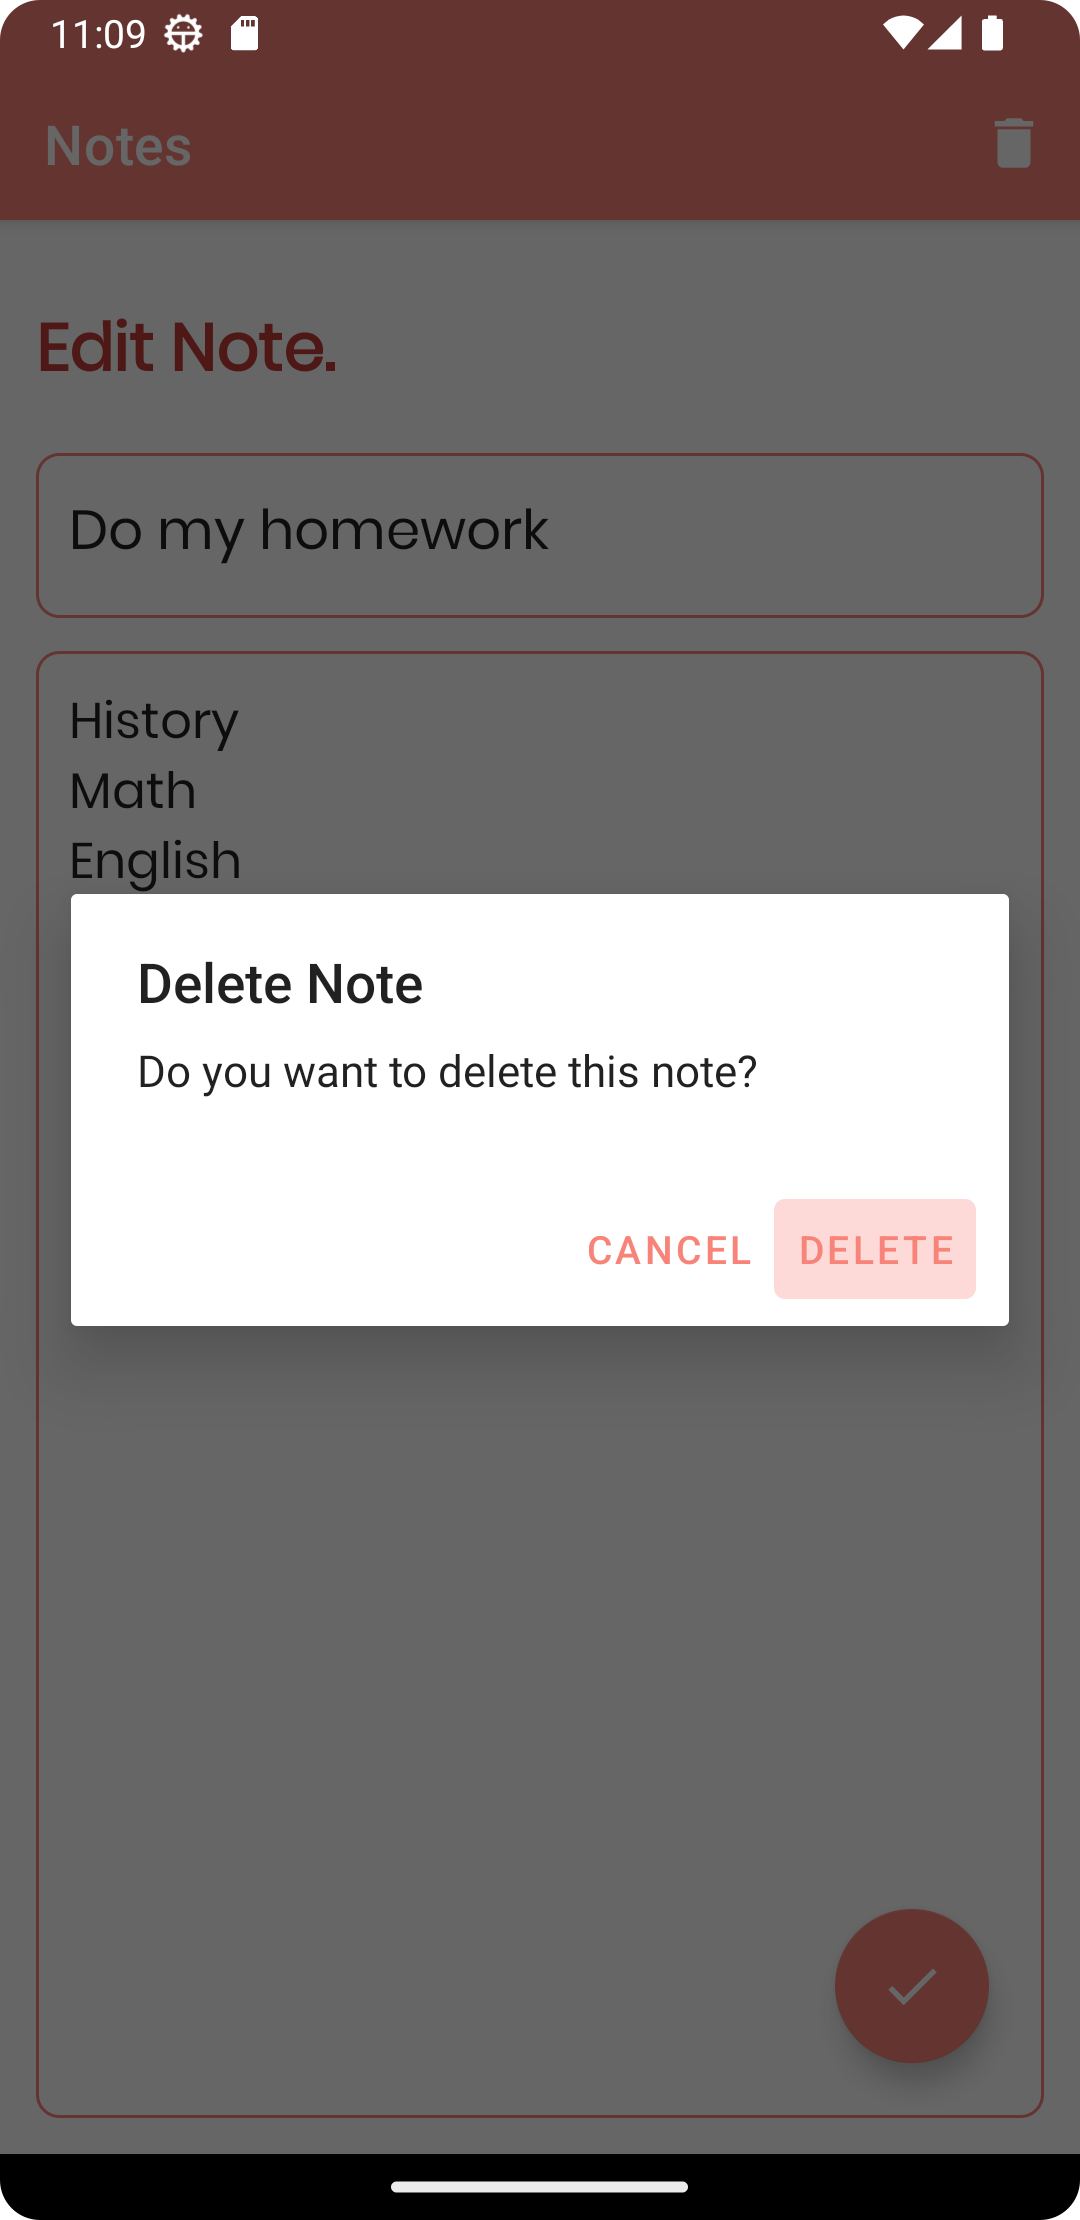 11:09
Notes
Edit Note.
Do my homework
History
Math
English
Delete Note
Do you want to delete this note?
CANCEL DELETE